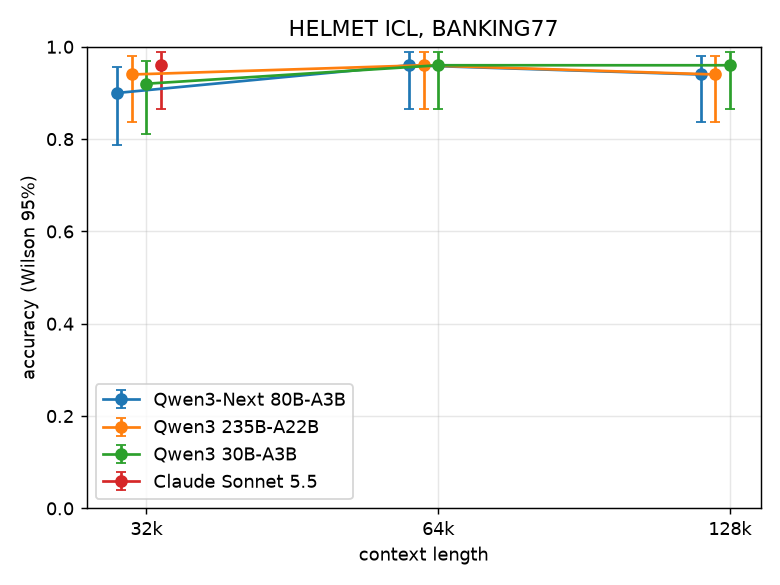 HELMET ICL, BANKING77
accuracy (Wilson 95%)
1.0
0.8
0.6
0.4
0.2
0.0
Qwen3-Next 80B-A3B
Qwen3 235B-A22B
Qwen3 30B-A3B
Claude Sonnet 5.5
32k
64k
128k
context length